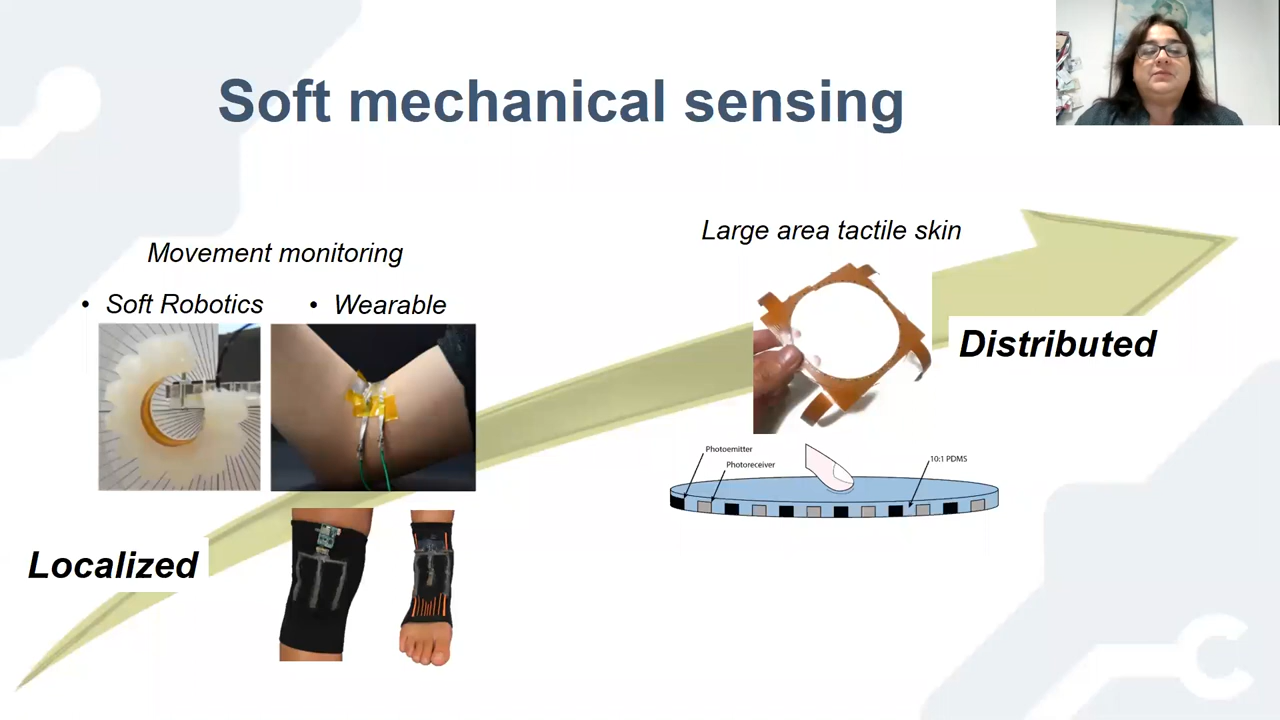 Soft mechanical sensing
Movement monitoring
• Soft Robotics
• Wearable
Large area tactile skin
Distributed
Photoemitter
Photoreceiver
10:1 PDMS
Localized